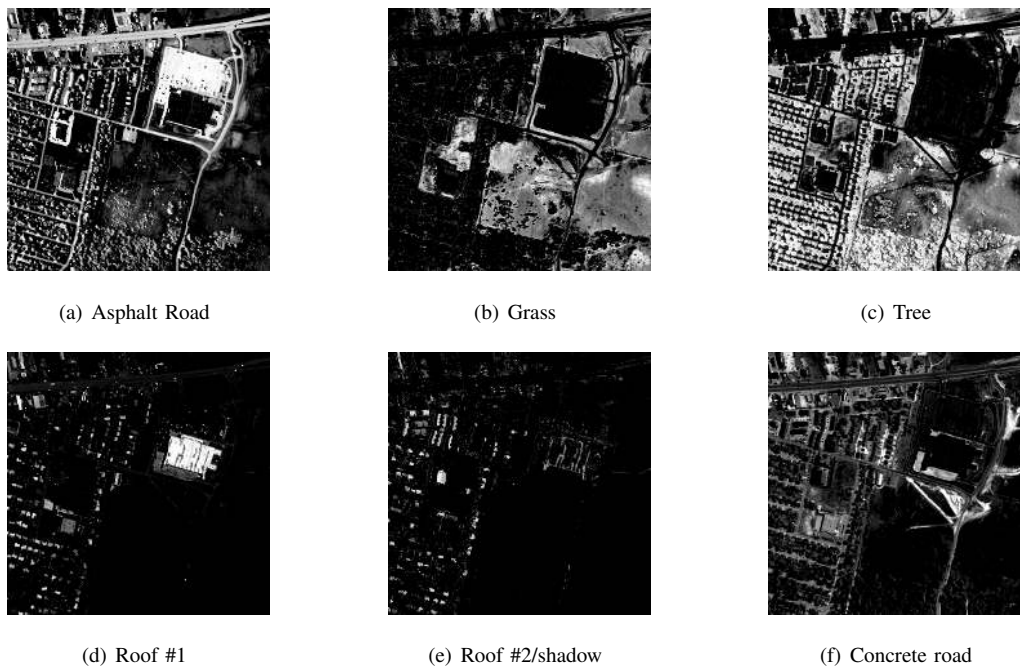 (a) Asphalt Road
(b) Grass
(c) Tree
(d) Roof #1
(e) Roof #2/shadow
(f) Concrete road